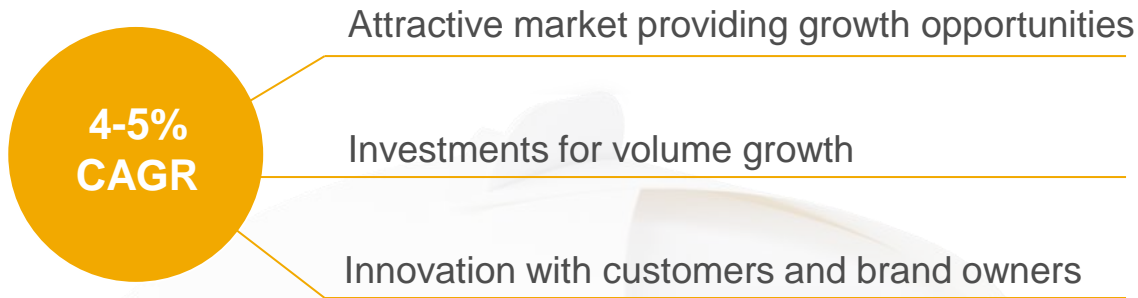 Attractive market providing growth opportunities
4-5%
CAGR
Investments for volume growth
Innovation with customers and brand owners